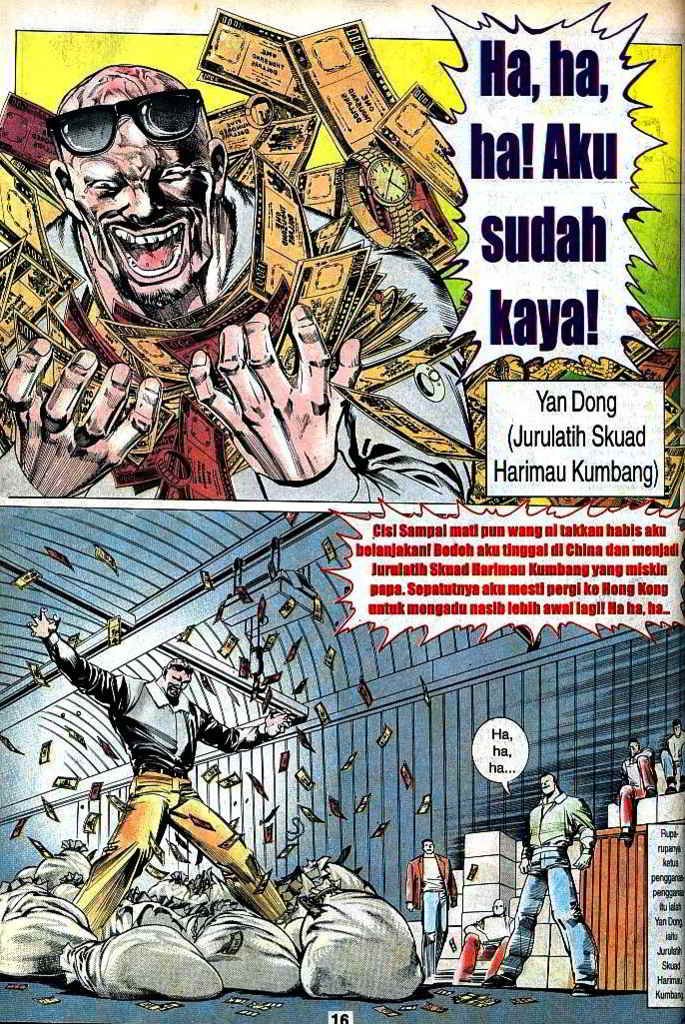 Ha, ha,
ha! Aku
sudah
kaya!
Yan Dong
(Jurulatih Skuad
Harimau Kumbang)
Cis! Sampai mati pun wang ni takkan habis aku
belanjakan! Bodoh aku tinggal di China dan menjadi
Jurulatih Skuad Harimau Kumbang yang miskin
papa. Sepatutnya aku mesti pergi ke Hong Kong
untuk mengadu nasib lebih awal lagi! Ha ha, ha...
Ha,
ha,
ha...
Rupa-
rupanya
ketua
pengganas-
pengganas
itu ialah
Yan Dong
iaitu
Jurulatih
Skuad
Harimau
Kumbang.
16